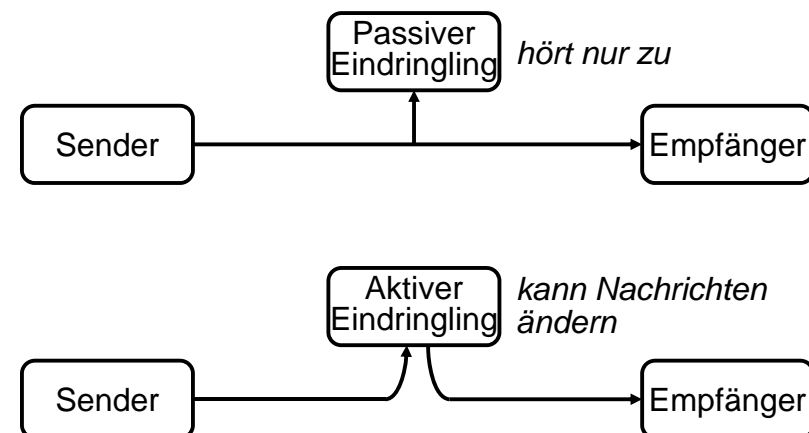 Passiver
Eindringling
hört nur zu
Sender
Empfänger
Aktiver
Eindringling
kann Nachrichten
ändern
Sender
Empfänger